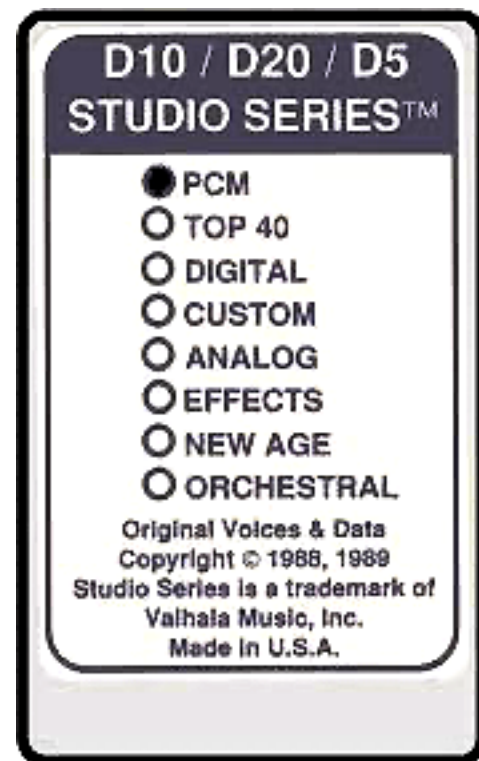 D10 / D20 / D5
STUDIO SERIES™
PCM
TOP 40
DIGITAL
CUSTOM
ANALOG
EFFECTS
NEW AGE
ORCHESTRAL
Original Voices & Data
Copyright © 1988, 1989
Studio Series is a trademark of
Valhala Music, Inc.
Made in U.S.A.